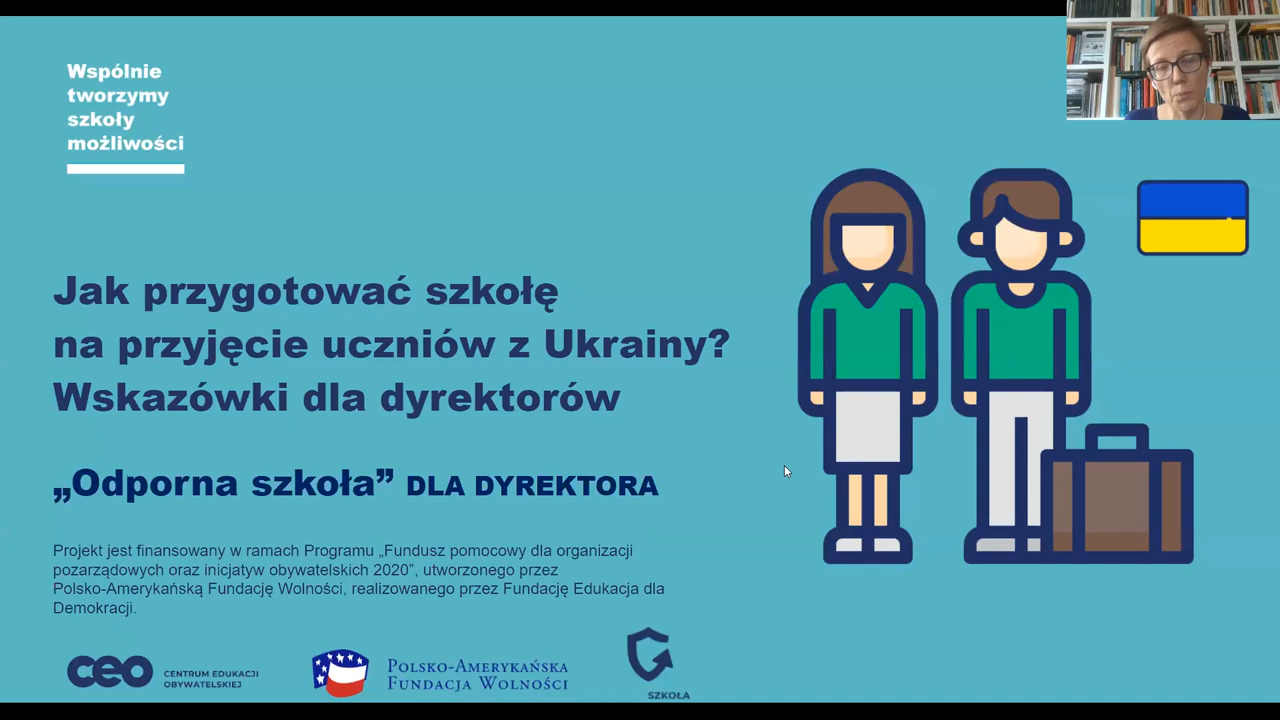 Wspólnie
tworzymy
szkoły
możliwości
Jak przygotować szkołę
na przyjęcie uczniów z Ukrainy?
Wskazówki dla dyrektorów
„Odporna szkoła” DLA DYREKTORA
Projekt jest finansowany w ramach Programu „Fundusz pomocowy dla organizacji
pozarządowych oraz inicjatyw obywatelskich 2020”, utworzonego przez
Polsko-Amerykańską Fundację Wolności, realizowanego przez Fundację Edukacja dla
Demokracji.
ceo CENTRUM EDUKACJI
OBYWATELSKIEJ
POLSKO-AMERYKAŃSKA
FUNDACJA WOLNOŚCI
SZKOŁA